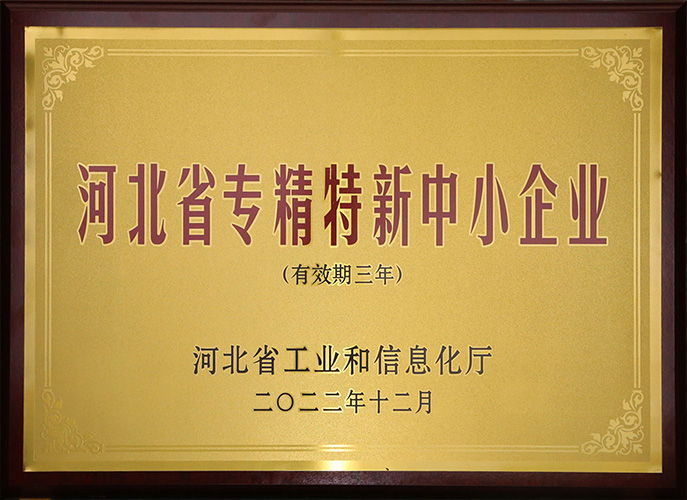 河北省专精特新中小企业
(有效期三年)
河北省工业和信息化厅
二〇二二年十二月